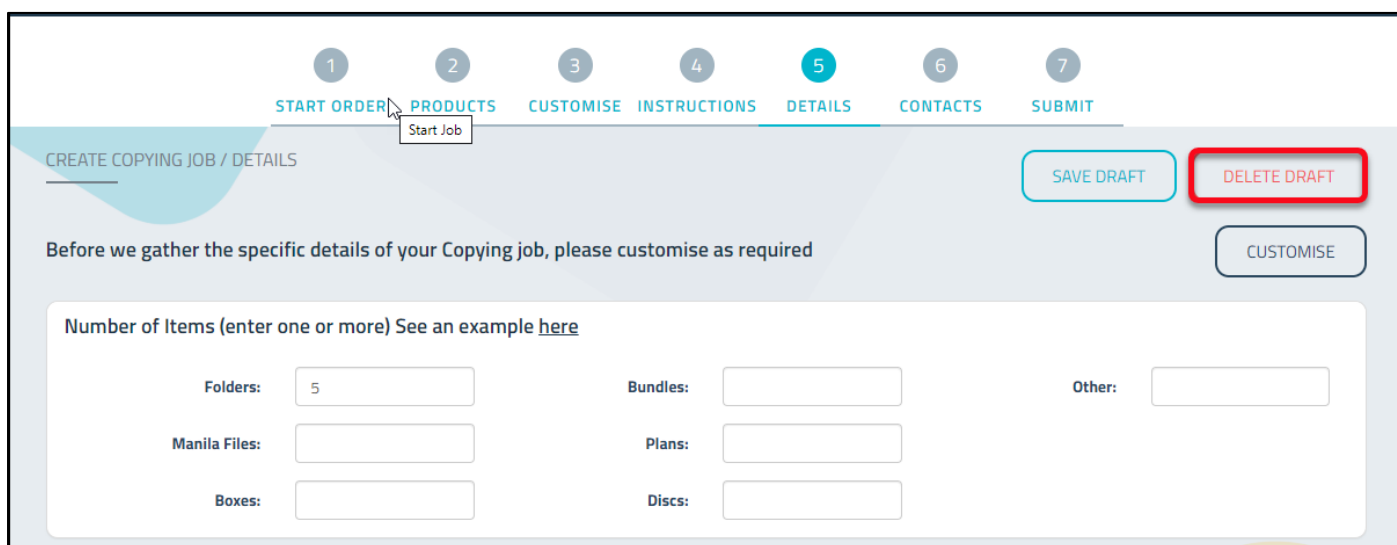 1 2 3 4 5 6 7
START ORDER PRODUCTS CUSTOMISE INSTRUCTIONS DETAILS CONTACTS SUBMIT
Start Job
CREATE COPYING JOB / DETAILS
SAVE DRAFT DELETE DRAFT
Before we gather the specific details of your Copying job, please customise as required
CUSTOMISE
Number of Items (enter one or more) See an example here
Folders: 5 Bundles: Other:
Manila Files: Plans:
Boxes: Discs: